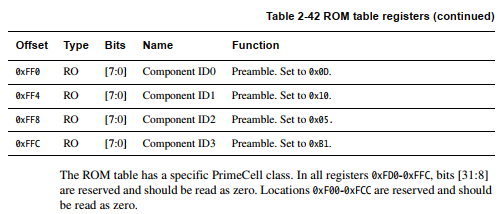 Table 2-42 ROM table registers (continued)
Offset Type Bits Name Function
0xFF0 RO [7:0] Component ID0 Preamble. Set to 0x0D.
0xFF4 RO [7:0] Component ID1 Preamble. Set to 0x10.
0xFF8 RO [7:0] Component ID2 Preamble. Set to 0x05.
0xFFC RO [7:0] Component ID3 Preamble. Set to 0xB1.
The ROM table has a specific PrimeCell class. In all registers 0xFD0-0xFFC, bits [31:8]
are reserved and should be read as zero. Locations 0xF00-0xFCC are reserved and should
be read as zero.